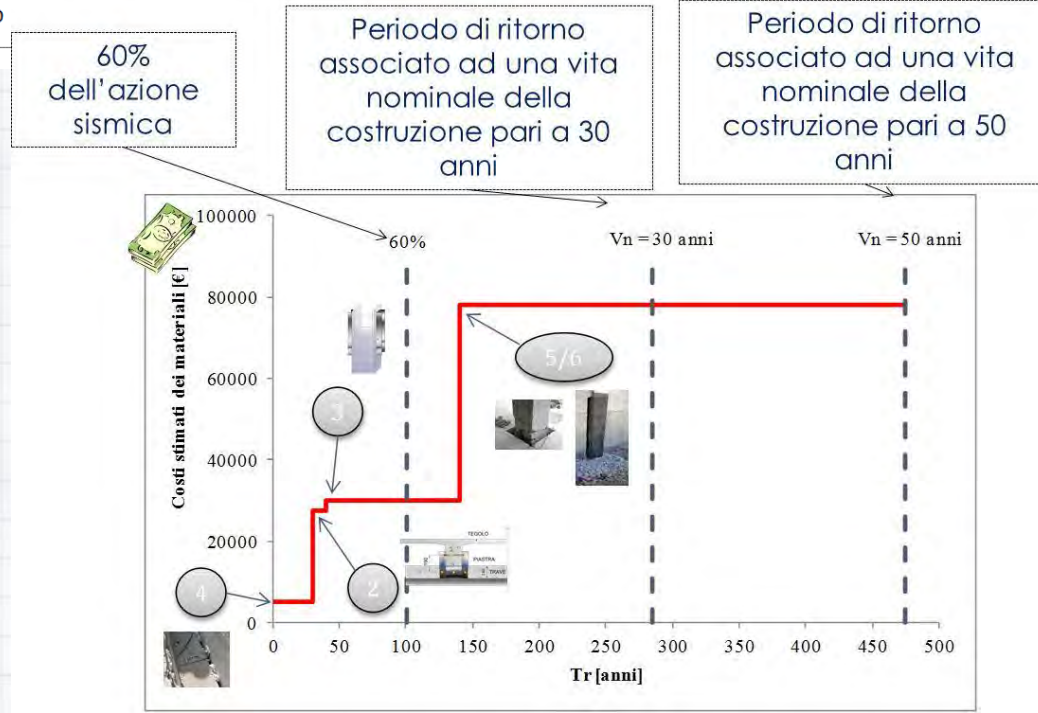 60%
dell'azione
sismica
Periodo di ritorno
associato ad una vita
nominale della
costruzione pari a 30
anni
Periodo di ritorno
associato ad una vita
nominale della
costruzione pari a 50
anni
Costi stimati dei materiali [€]
100000
80000
60000
40000
20000
0
60%
Vn = 30 anni
Vn = 50 anni
5/6
3
2
4
TEGOLO
PIASTRA
TRAVE
0
50
100
150
200
250
300
350
400
450
500
Tr [anni]